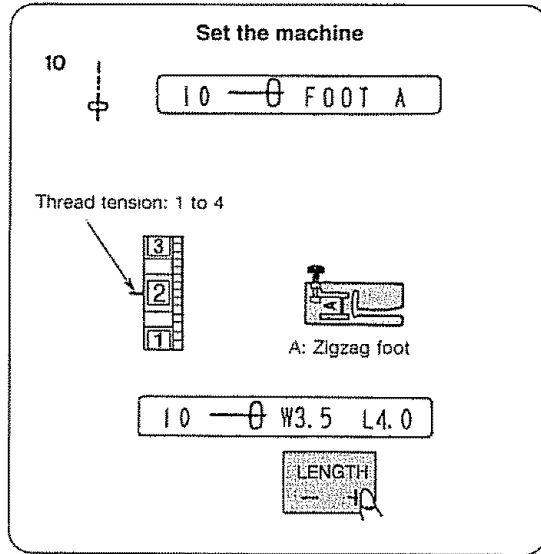 Set the machine
10
10 FOOT A
Thread tension: 1 to 4
3
2
1
A
A: Zigzag foot
10 W3.5 L4.0
LENGTH
- +